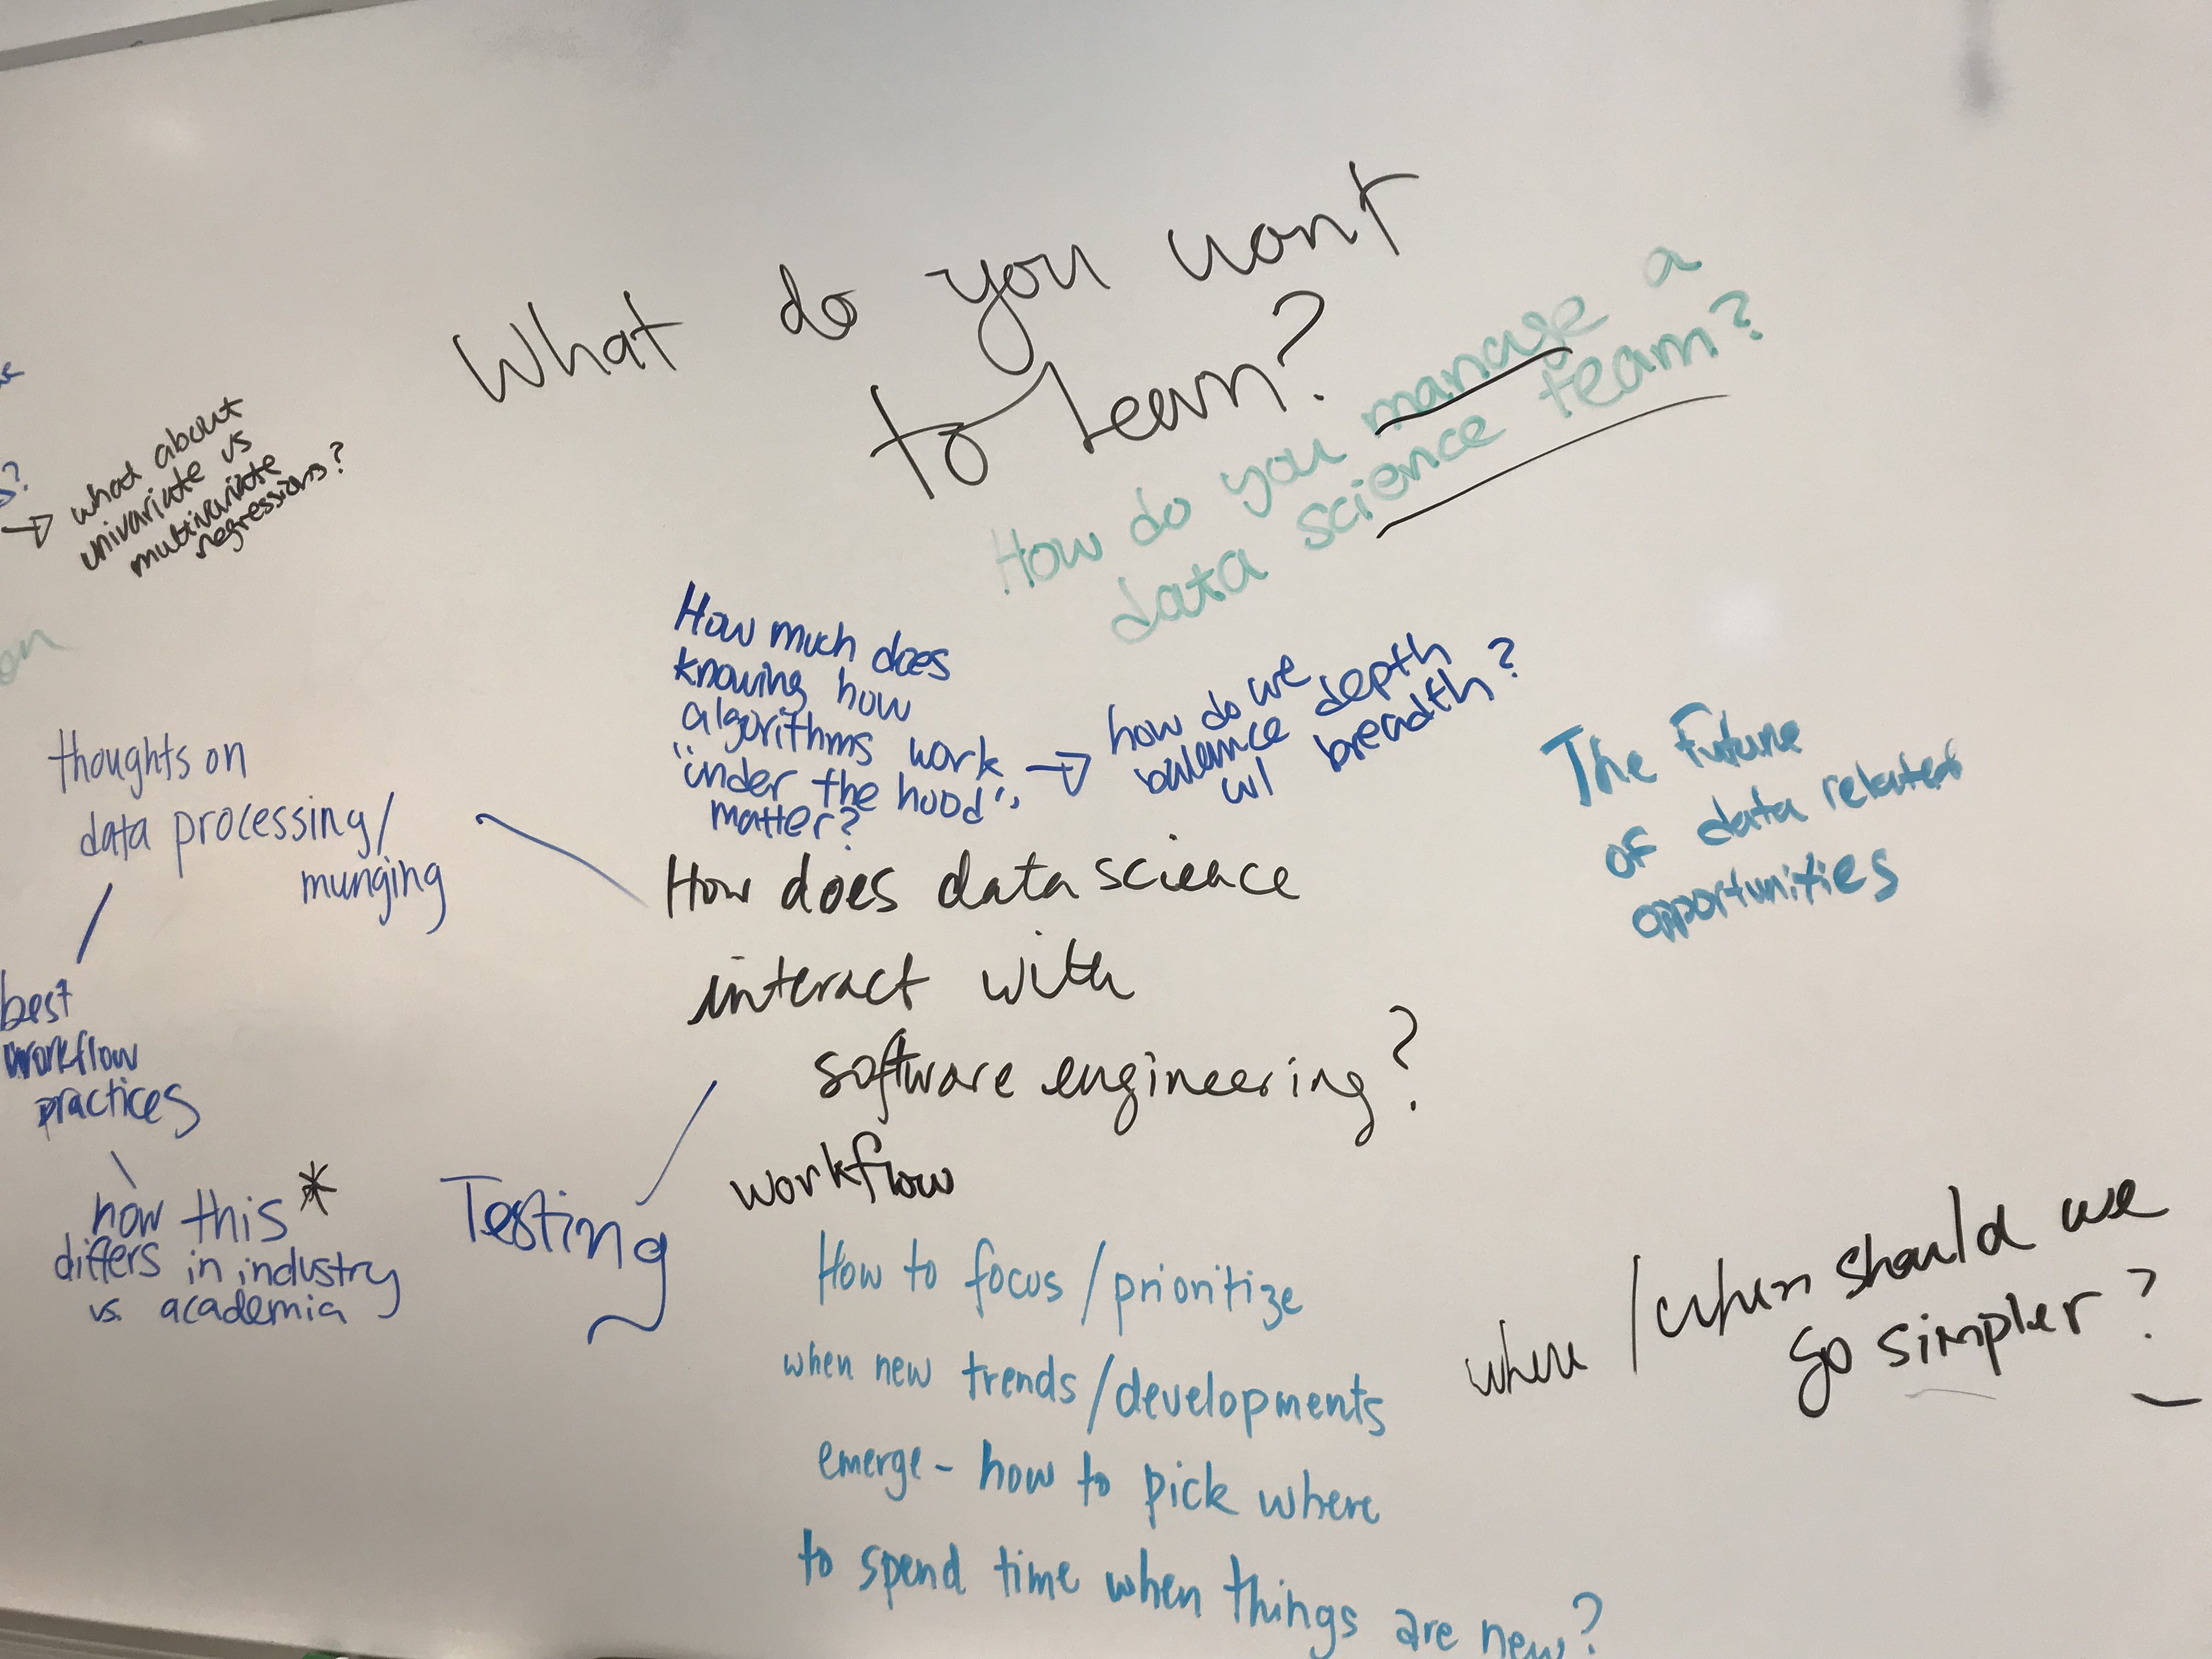 What do you want
to learn?
How do you manage a
data science team?
what about
univariate vs
multivariate
regressions?
How much does
knowing how
algorithms work
"under the hood"
matter?
how do we
balance depth
w/ breadth?
The Future
of data related
opportunities
thoughts on
data processing/
munging
best
workflow
practices
how this*
differs in industry
vs. academia
How does data science
interact with
software engineering?
workflow
Testing
How to focus/prioritize
when new trends/developments
emerge - how to pick where
to spend time when things are new?
where/when should we
go simpler?